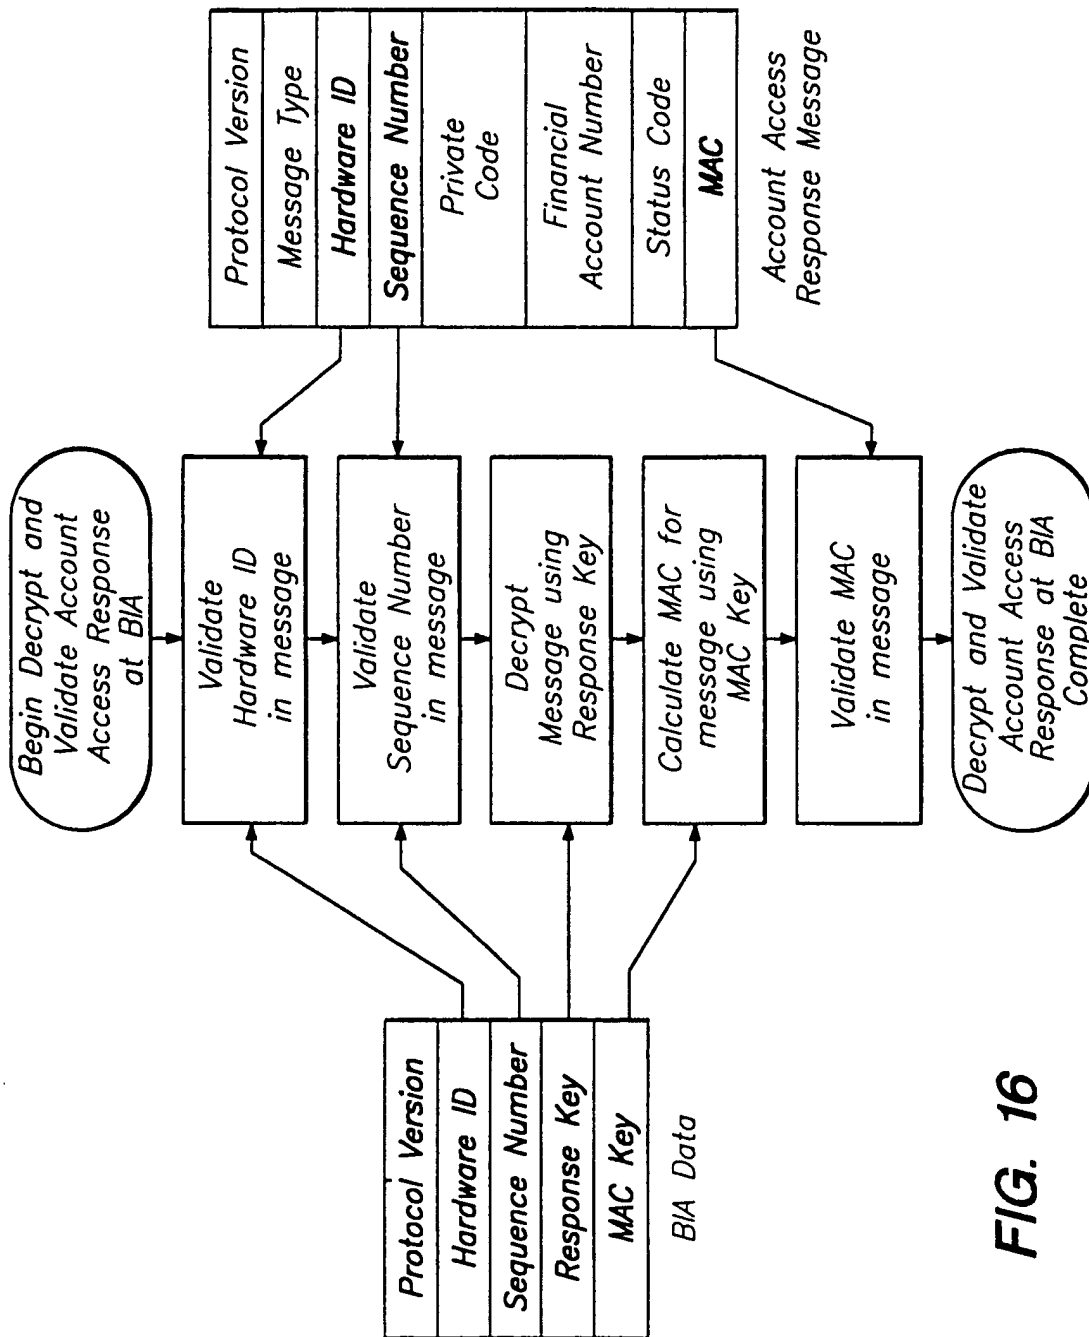 Protocol Version
Hardware ID
Sequence Number
Response Key
MAC Key
BIA Data
Begin Decrypt and
Validate Account
Access Response
at BIA
Validate
Hardware ID
in message
Validate
Sequence Number
in message
Decrypt
Message using
Response Key
Calculate MAC for
message using
MAC Key
Validate MAC
in message
Decrypt and Validate
Account Access
Response at BIA
Complete
Protocol Version
Message Type
Hardware ID
Sequence Number
Private
Code
Financial
Account Number
Status Code
MAC
Account Access
Response Message
FIG. 16